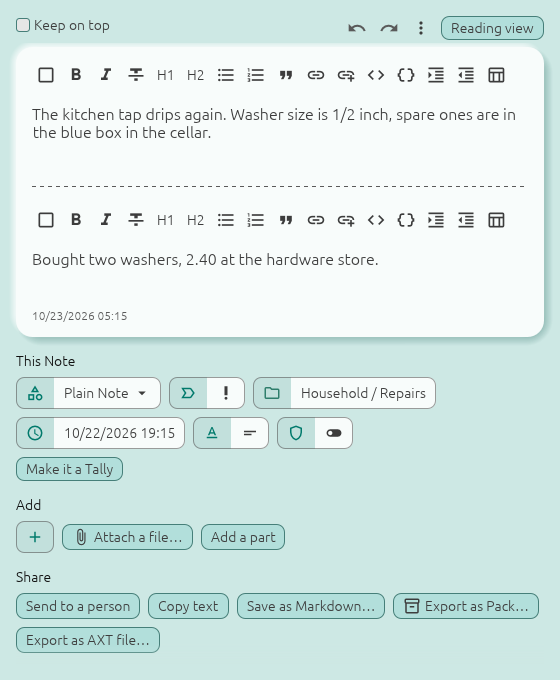 Keep on top
Reading view
B I H1 H2
The kitchen tap drips again. Washer size is 1/2 inch, spare ones are in
the blue box in the cellar.
B I H1 H2
Bought two washers, 2.40 at the hardware store.
10/23/2026 05:15
This Note
Plain Note
Household / Repairs
10/22/2026 19:15
Make it a Tally
Add
Attach a file...
Add a part
Share
Send to a person
Copy text
Save as Markdown...
Export as Pack...
Export as AXT file...